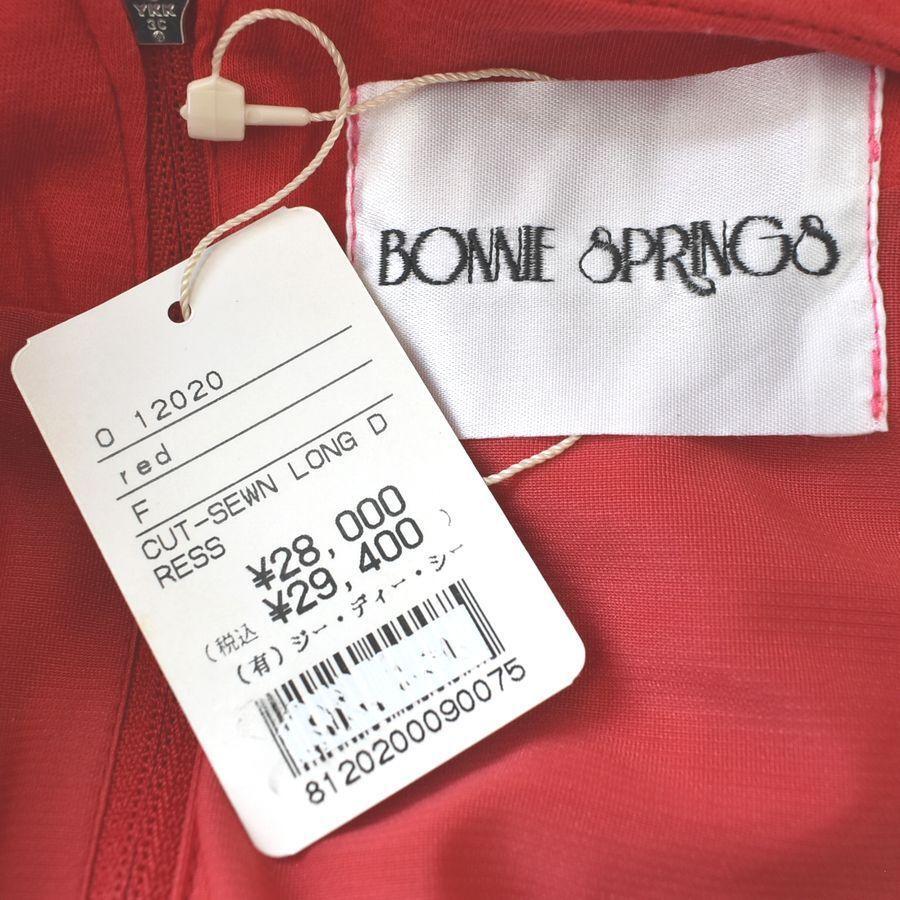 YKK
3C
BONNIE SPRINGS
O 12020
red
F
CUT-SEWN LONG D
RESS
¥28,000
(税込 ¥29,400 )
(有)ジー・ディー・シー
8120200090075